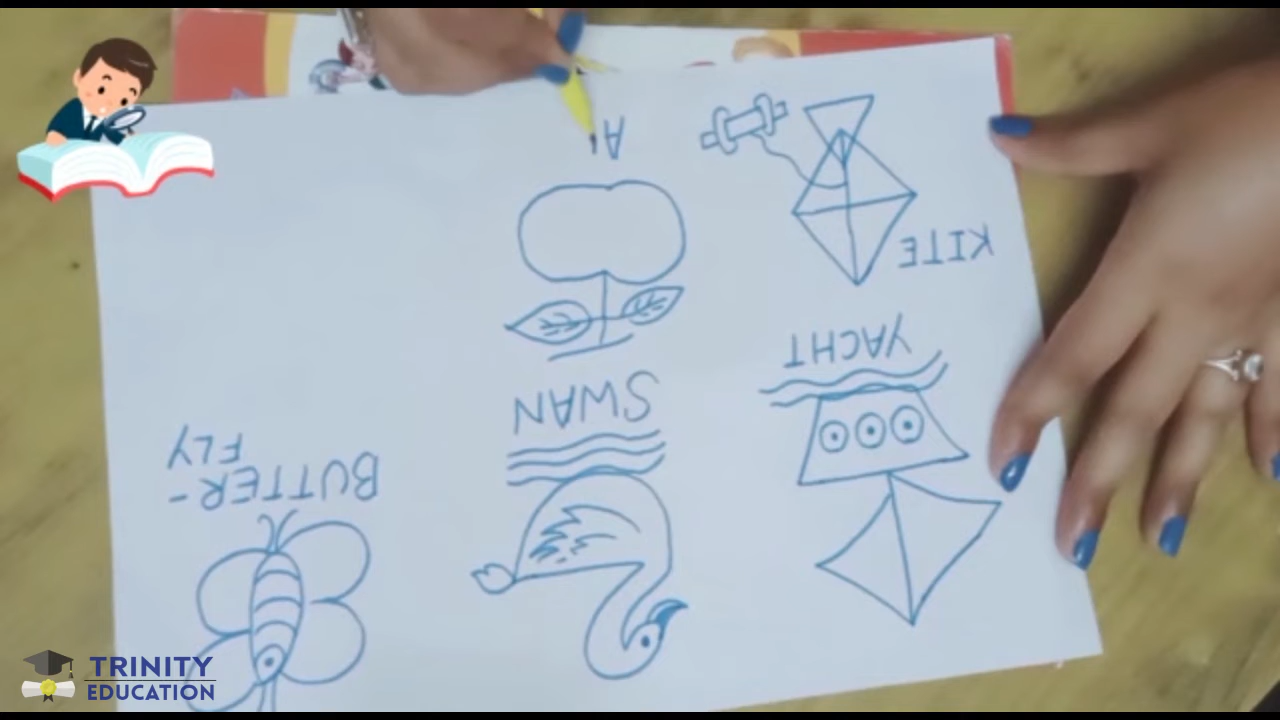 YACHT
KITE
SWAN
A
BUTTER-
FLY
TRINITY
EDUCATION